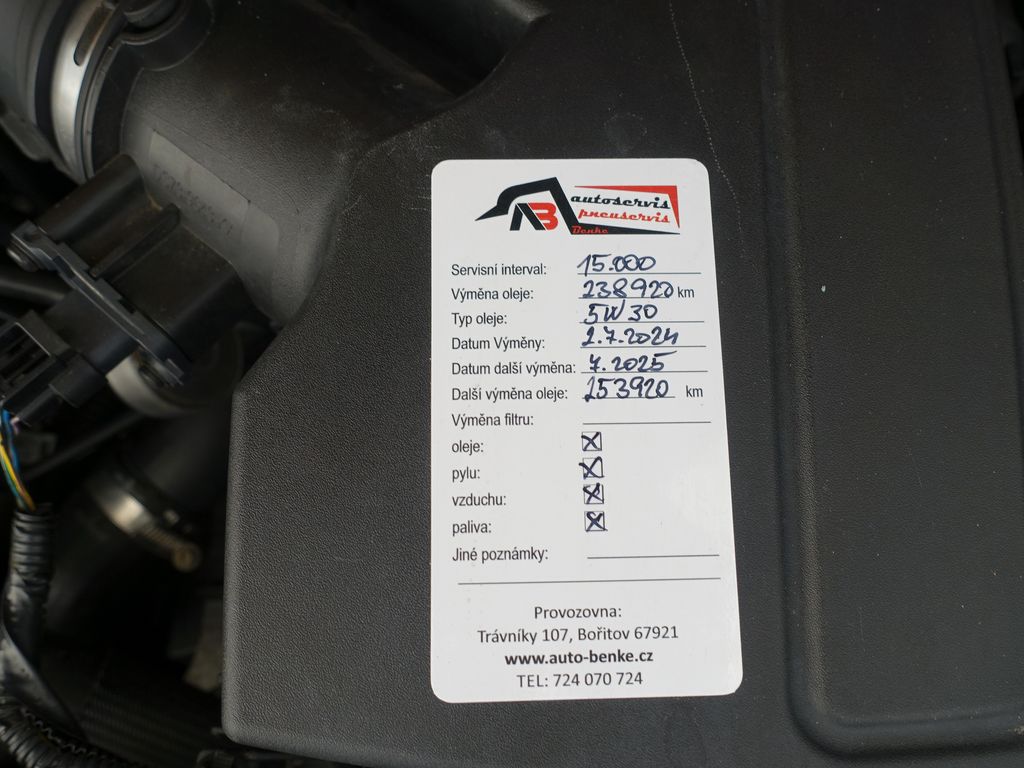 autoservis
pneuservis
AB
Benke
Servisní interval: 15.000
Výměna oleje: 238920 km
Typ oleje: 5W30
Datum Výměny: 2.7.2024
Datum další výměna: 7.2025
Další výměna oleje: 253920 km
Výměna filtru:
oleje: X
pylu: X
vzduchu: X
paliva: X
Jiné poznámky:
Provozovna:
Trávníky 107, Bořitov 67921
www.auto-benke.cz
TEL: 724 070 724